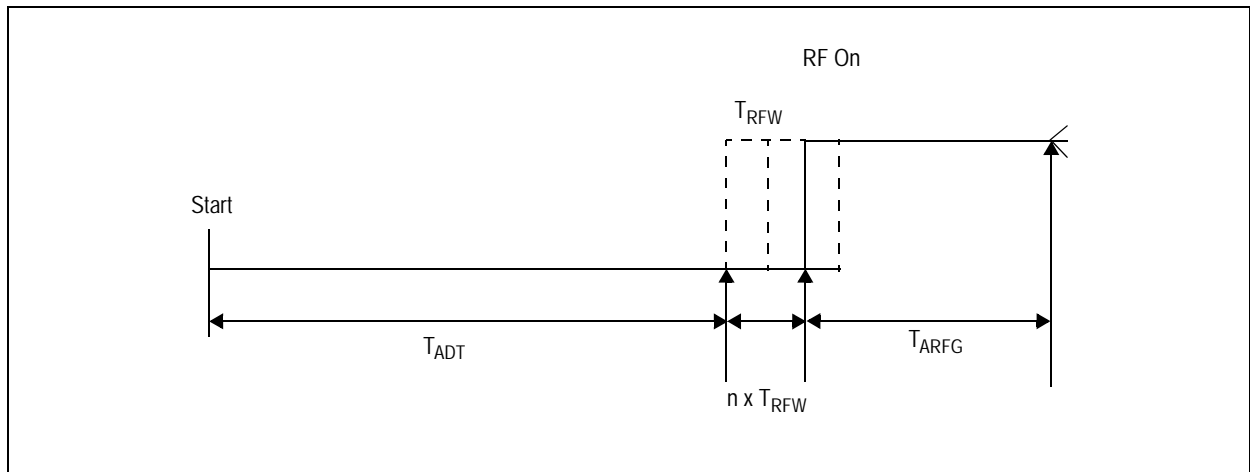 RF On
T_RFW
Start
T_ADT
T_ARFG
n x T_RFW